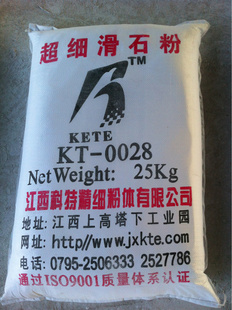 超细滑石粉
TM
KETE
KT-0028
Net Weight: 25Kg
江西科特精细粉体有限公司
地址:江西上高塔下工业园
网址:http//www.jxkte.com
电话:0795-2506333 2527786
通过ISO9001质量体系认证